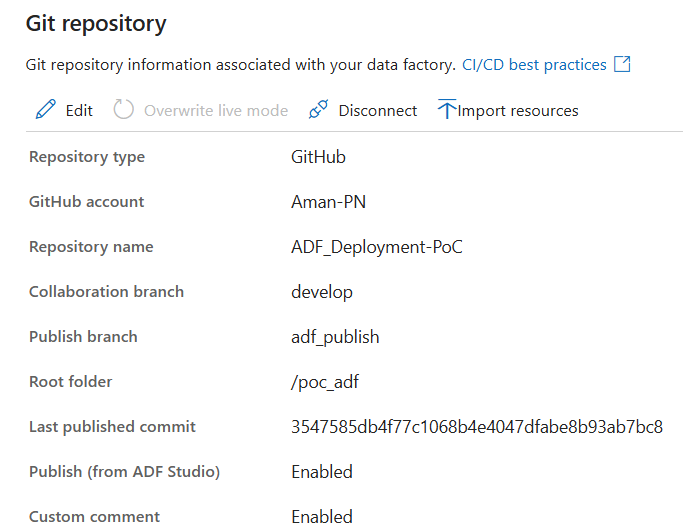 Git repository
Git repository information associated with your data factory. CI/CD best practices
Edit Overwrite live mode Disconnect Import resources
Repository type GitHub
GitHub account Aman-PN
Repository name ADF_Deployment-PoC
Collaboration branch develop
Publish branch adf_publish
Root folder /poc_adf
Last published commit 3547585db4f77c1068b4e4047dfabe8b93ab7bc8
Publish (from ADF Studio) Enabled
Custom comment Enabled